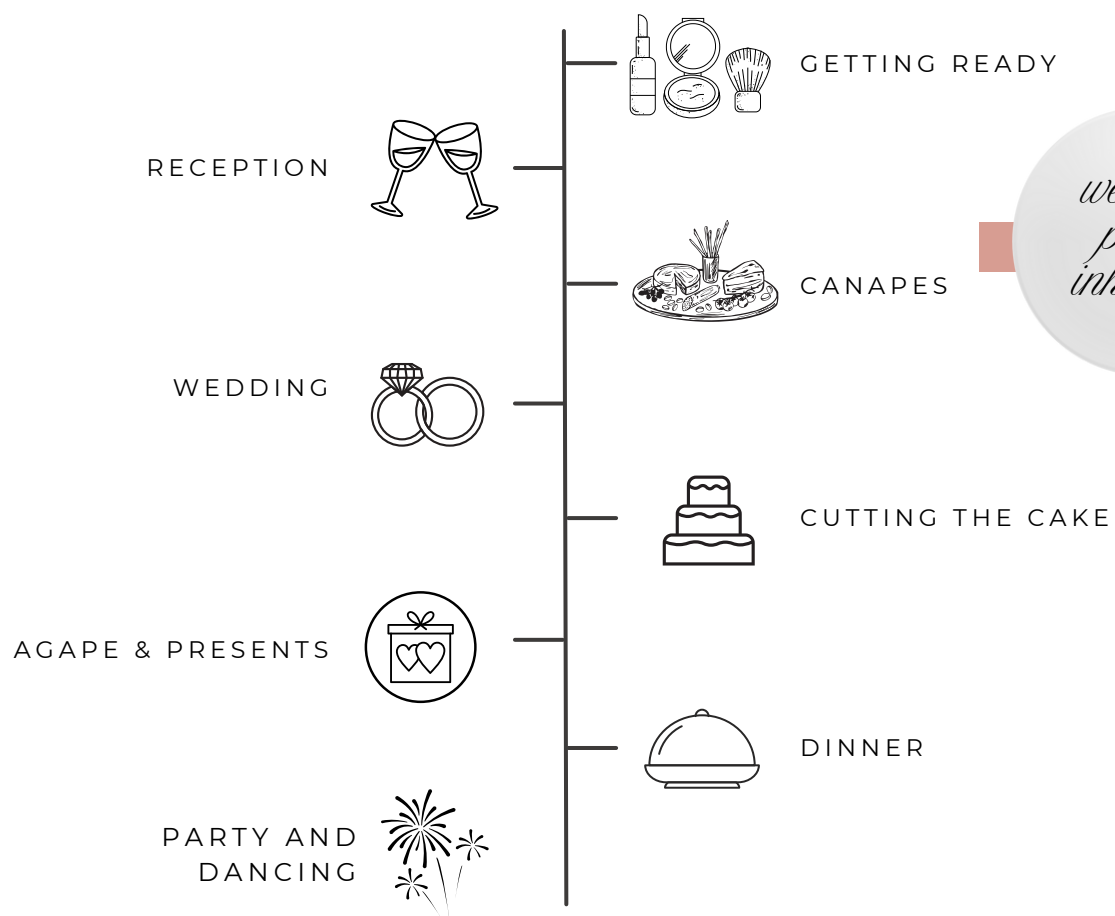 GETTING READY
RECEPTION
CANAPES
WEDDING
CUTTING THE CAKE
AGAPE & PRESENTS
DINNER
PARTY AND
DANCING